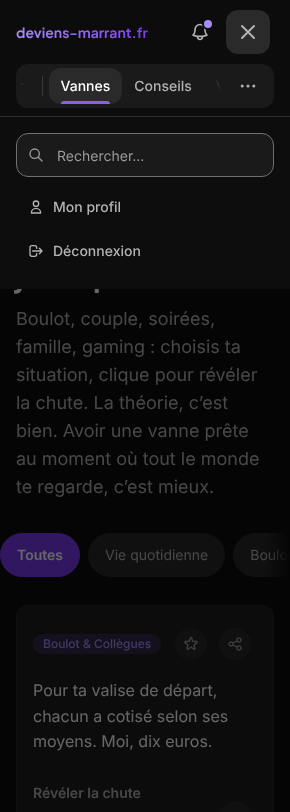 deviens-marrant.fr
Vannes
Conseils
Rechercher...
Mon profil
Déconnexion
Boulot, couple, soirées,
famille, gaming : choisis ta
situation, clique pour révéler
la chute. La théorie, c'est
bien. Avoir une vanne prête
au moment où tout le monde
te regarde, c'est mieux.
Toutes
Vie quotidienne
Boulo
Boulot & Collègues
Pour ta valise de départ,
chacun a cotisé selon ses
moyens. Moi, dix euros.
Révéler la chute